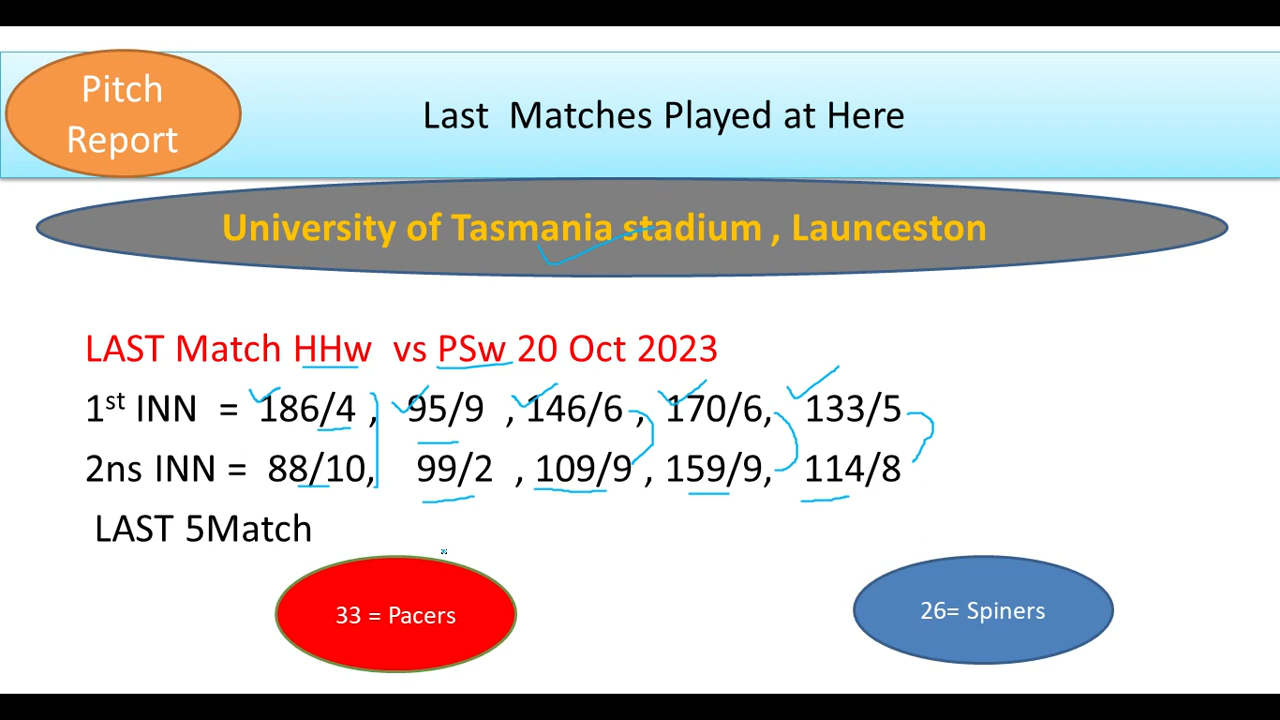 Pitch
Report
Last Matches Played at Here
University of Tasmania stadium , Launceston
LAST Match HHw vs PSw 20 Oct 2023
1st INN = 186/4 , 95/9 , 146/6 , 170/6, 133/5
2ns INN = 88/10, 99/2 , 109/9 , 159/9, 114/8
LAST 5Match
33 = Pacers
26= Spiners